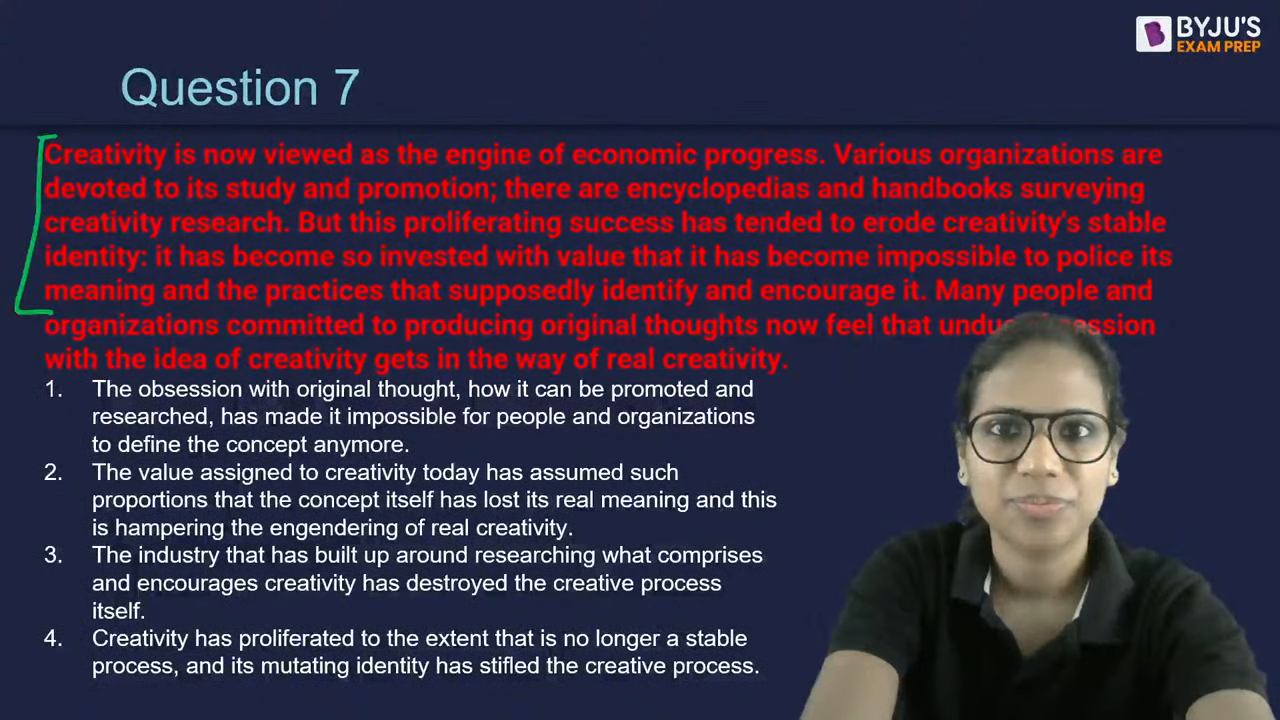 BYJU'S
EXAM PREP
Question 7
Creativity is now viewed as the engine of economic progress. Various organizations are
devoted to its study and promotion; there are encyclopedias and handbooks surveying
creativity research. But this proliferating success has tended to erode creativity's stable
identity: it has become so invested with value that it has become impossible to police its
meaning and the practices that supposedly identify and encourage it. Many people and
organizations committed to producing original thoughts now feel that
with the idea of creativity gets in the way of real creativity.
1. The obsession with original thought, how it can be promoted and
researched, has made it impossible for people and organizations
to define the concept anymore.
2. The value assigned to creativity today has assumed such
proportions that the concept itself has lost its real meaning and this
is hampering the engendering of real creativity.
3. The industry that has built up around researching what comprises
and encourages creativity has destroyed the creative process
itself.
4. Creativity has proliferated to the extent that is no longer a stable
process, and its mutating identity has stifled the creative process.